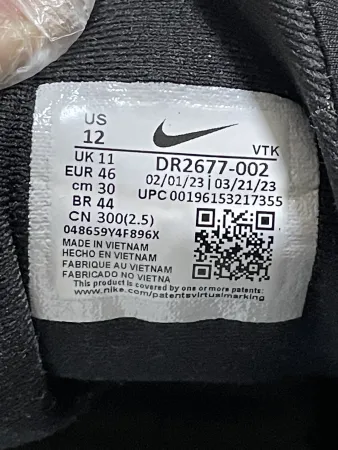 US
12
VTK
UK 11
DR2677-002
EUR 46
02/01/23 | 03/21/23
cm 30
UPC 00196153217355
BR 44
CN 300(2.5)
048659Y4F896X
MADE IN VIETNAM
HECHO EN VIETNAM
FABRIQUE AU VIETNAM
FABRICADO NO VIETNA
This product is covered by one or more patents.
www.nike.com/patentsvirtualmarking